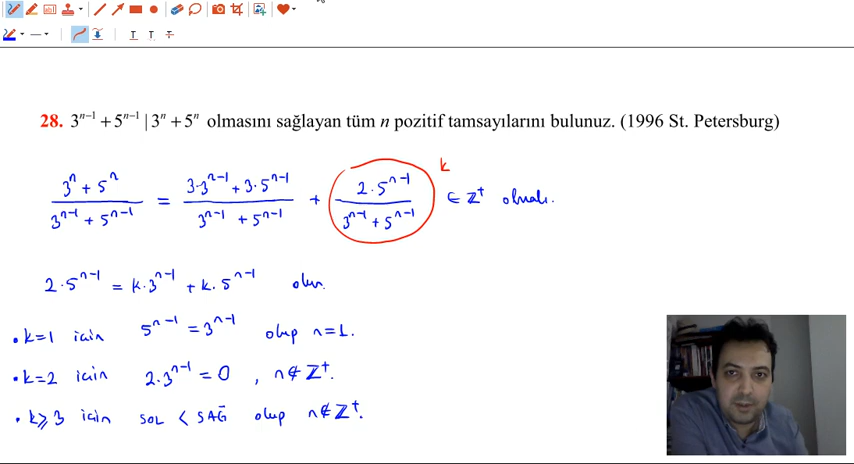 28. 3^{n-1} + 5^{n-1} | 3^n + 5^n olmasını sağlayan tüm n pozitif tamsayılarını bulunuz. (1996 St. Petersburg)
k
(3^n + 5^n)/(3^{n-1} + 5^{n-1}) = (3·3^{n-1} + 3·5^{n-1})/(3^{n-1} + 5^{n-1}) + (2·5^{n-1})/(3^{n-1} + 5^{n-1}) ∈ ℤ⁺ olmalı.
2·5^{n-1} = k·3^{n-1} + k·5^{n-1} olur.
• k=1 için 5^{n-1} = 3^{n-1} olup n=1.
• k=2 için 2·3^{n-1} = 0, n∉ℤ⁺.
• k⩾3 için SOL < SAĞ olup n∉ℤ⁺.